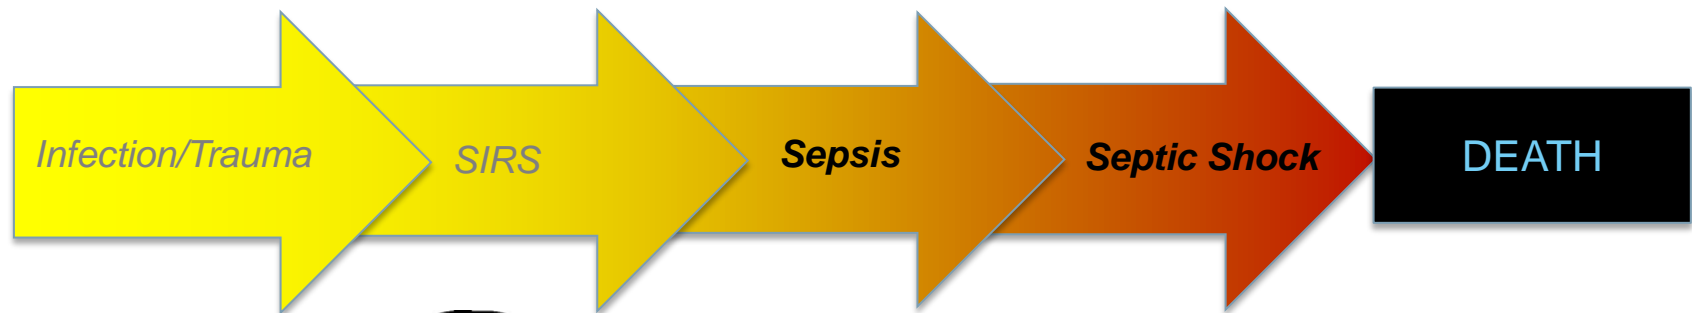 Infection/Trauma
SIRS
Sepsis
Septic Shock
DEATH